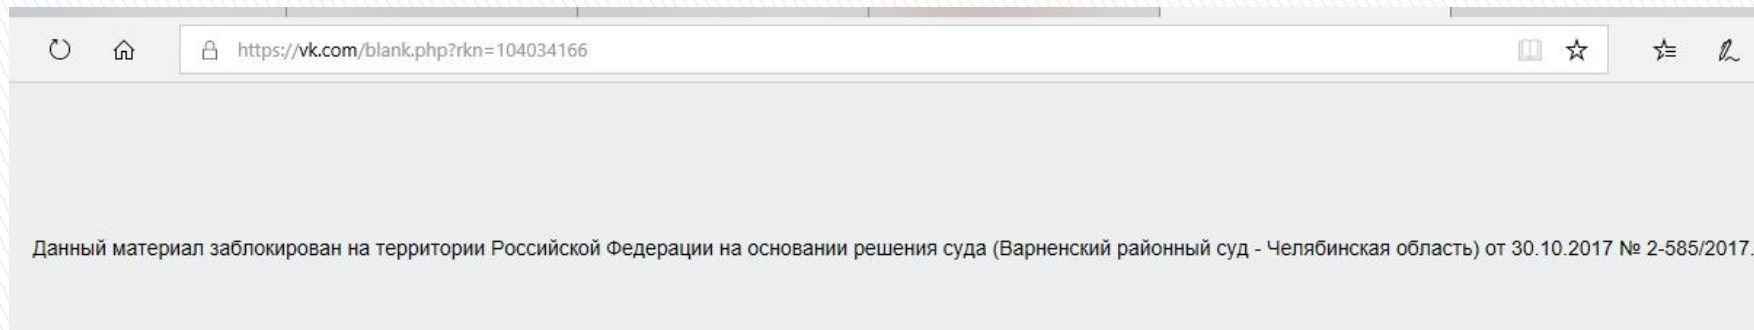 https://vk.com/blank.php?rkn=104034166
Данный материал заблокирован на территории Российской Федерации на основании решения суда (Варненский районный суд - Челябинская область) от 30.10.2017 № 2-585/2017.